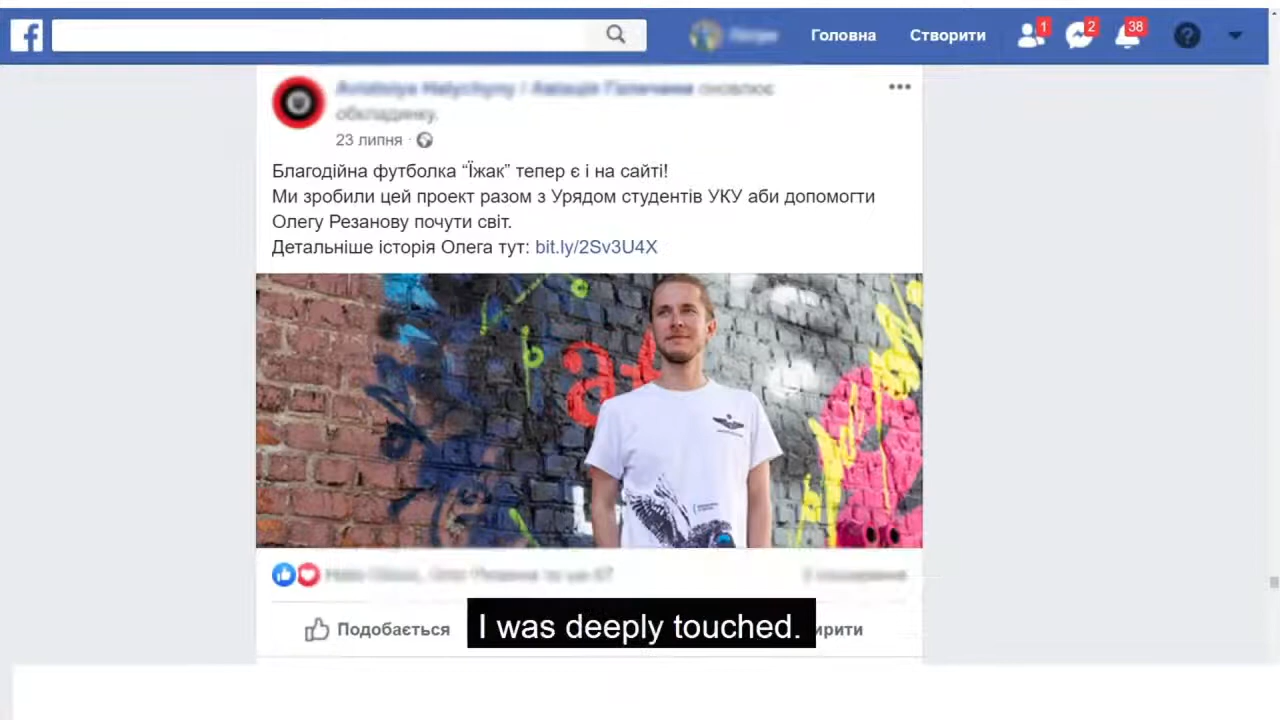 Головна
Створити
1
2
38
23 липня
Благодійна футболка “Їжак” тепер є і на сайті!
Ми зробили цей проект разом з Урядом студентів УКУ аби допомогти
Олегу Резанову почути світ.
Детальніше історія Олега тут: bit.ly/2Sv3U4X
Подобається
I was deeply touched.